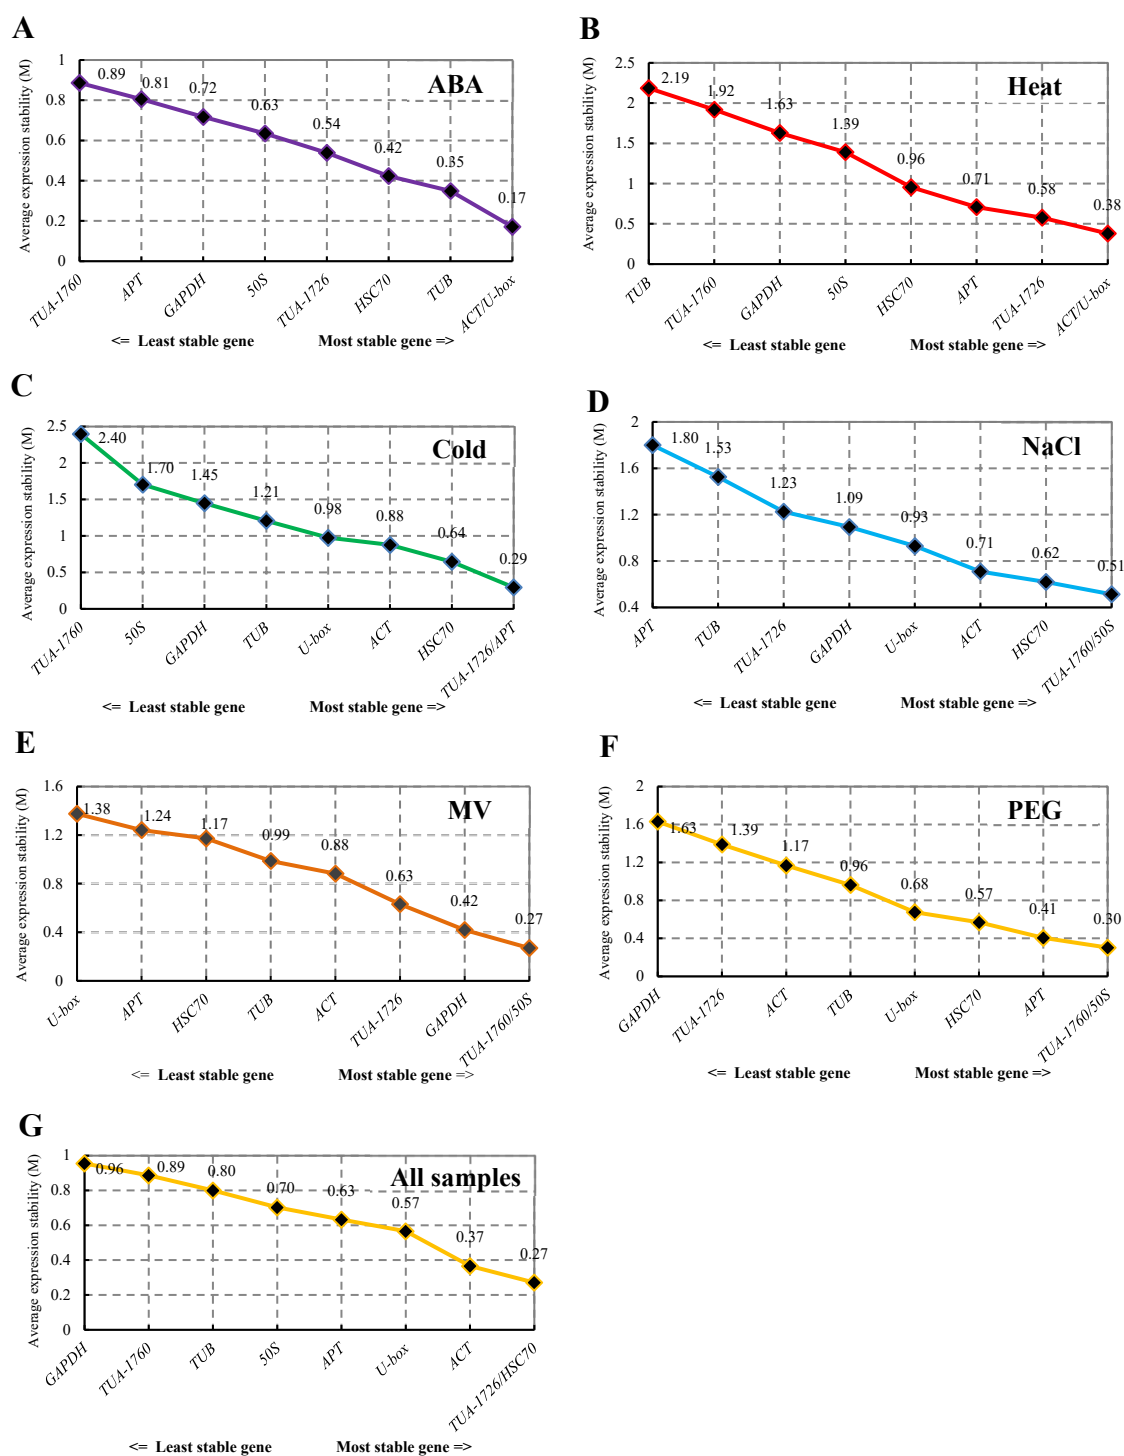 A
ABA
Average expression stability (M)
1
0.8
0.6
0.4
0.2
0
0.89
0.81
0.72
0.63
0.54
0.42
0.35
0.17
TUA-1760
APT
GAPDH
50S
TUA-1726
HSC70
TUB
ACT/U-box
<= Least stable gene Most stable gene =>
B
Heat
Average expression stability (M)
2.5
2
1.5
1
0.5
0
2.19
1.92
1.63
1.39
0.96
0.71
0.58
0.38
TUB
TUA-1760
GAPDH
50S
HSC70
APT
TUA-1726
ACT/U-box
<= Least stable gene Most stable gene =>
C
Cold
Average expression stability (M)
2.5
2
1.5
1
0.5
0
2.40
1.70
1.45
1.21
0.98
0.88
0.64
0.29
TUA-1760
50S
GAPDH
TUB
U-box
ACT
HSC70
TUA-1726/APT
<= Least stable gene Most stable gene =>
D
NaCl
Average expression stability (M)
2
1.6
1.2
0.8
0.4
1.80
1.53
1.23
1.09
0.93
0.71
0.62
0.51
APT
TUB
TUA-1726
GAPDH
U-box
ACT
HSC70
TUA-1760/50S
<= Least stable gene Most stable gene =>
E
MV
Average expression stability (M)
1.6
1.2
0.8
0.4
0
1.38
1.24
1.17
0.99
0.88
0.63
0.42
0.27
U-box
APT
HSC70
TUB
ACT
TUA-1726
GAPDH
TUA-1760/50S
<= Least stable gene Most stable gene =>
F
PEG
Average expression stability (M)
2
1.6
1.2
0.8
0.4
0
1.63
1.39
1.17
0.96
0.68
0.57
0.41
0.30
GAPDH
TUA-1726
ACT
TUB
U-box
HSC70
APT
TUA-1760/50S
<= Least stable gene Most stable gene =>
G
All samples
Average expression stability (M)
1
0.8
0.6
0.4
0.2
0
0.96
0.89
0.80
0.70
0.63
0.57
0.37
0.27
GAPDH
TUA-1760
TUB
50S
APT
U-box
ACT
TUA-1726/HSC70
<= Least stable gene Most stable gene =>